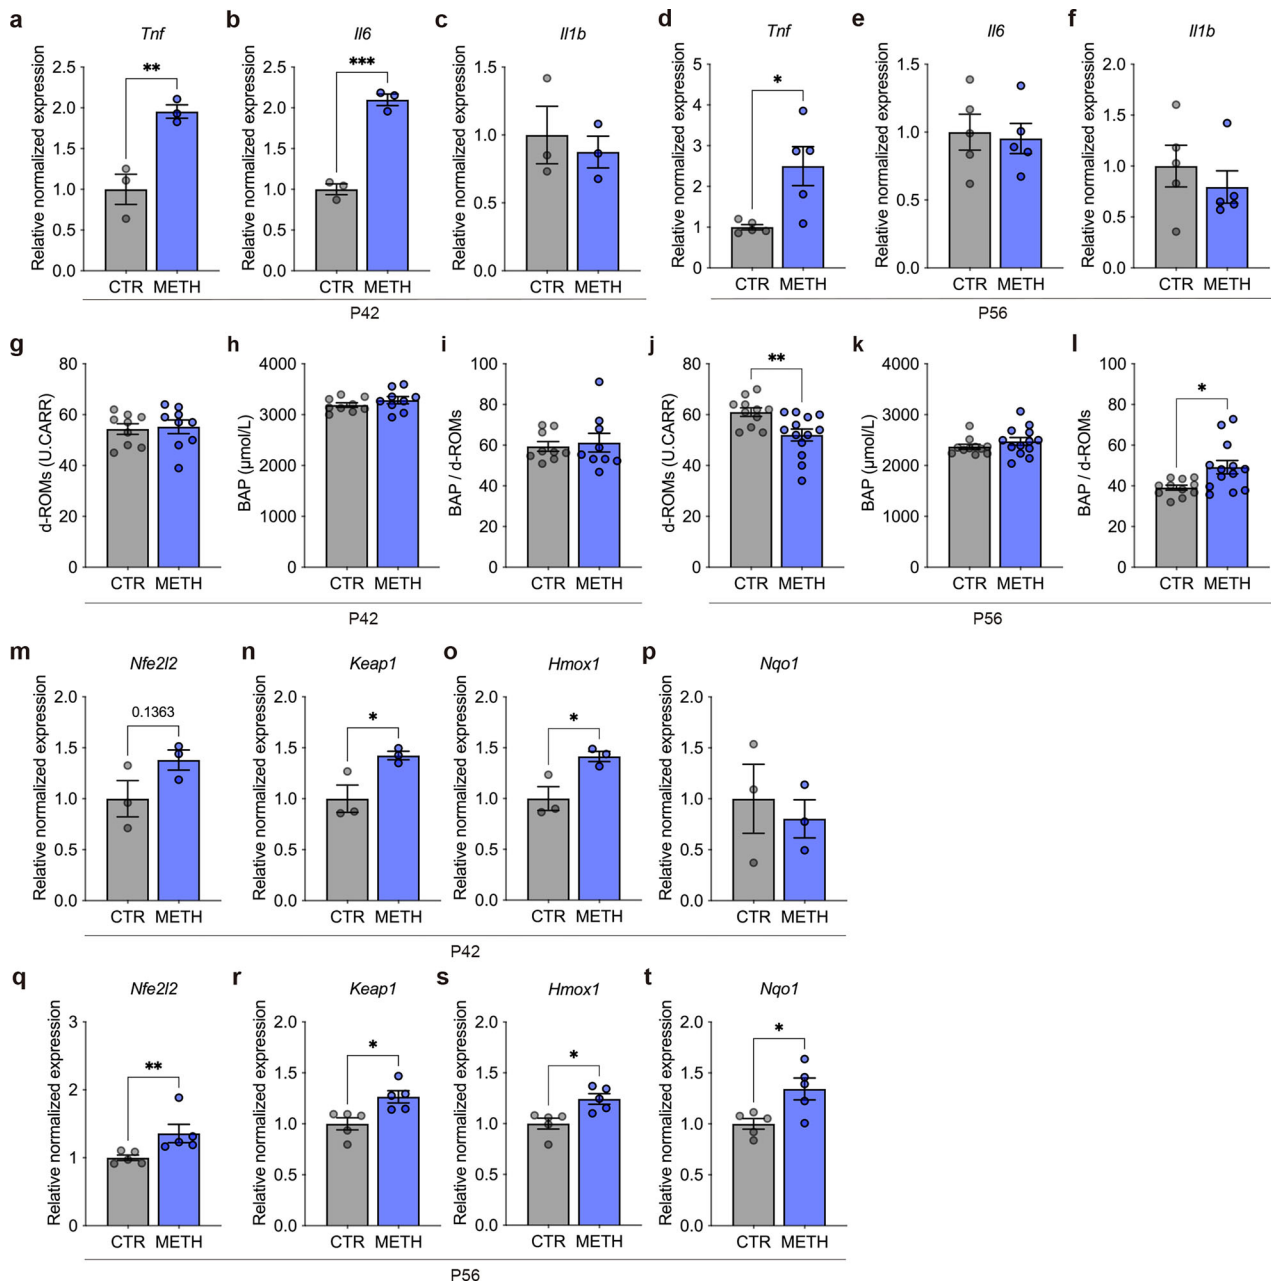 a b c d e f
Tnf Il6 Il1b Tnf Il6 Il1b
Relative normalized expression
2.5
2.0
1.5
1.0
0.5
0.0
**
CTR METH
Relative normalized expression
2.5
2.0
1.5
1.0
0.5
0.0
***
CTR METH
Relative normalized expression
1.5
1.0
0.5
0.0
CTR METH
P42
Relative normalized expression
5
4
3
2
1
0
*
CTR METH
Relative normalized expression
1.5
1.0
0.5
0.0
CTR METH
Relative normalized expression
2.0
1.5
1.0
0.5
0.0
CTR METH
P56
g h i j k l
d-ROMs (U.CARR)
80
60
40
20
0
CTR METH
BAP (µmol/L)
4000
3000
2000
1000
0
CTR METH
BAP / d-ROMs
100
80
60
40
20
0
CTR METH
P42
d-ROMs (U.CARR)
80
60
40
20
0
**
CTR METH
BAP (µmol/L)
4000
3000
2000
1000
0
CTR METH
BAP / d-ROMs
100
80
60
40
20
0
*
CTR METH
P56
m n o p
Nfe2l2 Keap1 Hmox1 Nqo1
Relative normalized expression
2.0
1.5
1.0
0.5
0.0
0.1363
CTR METH
Relative normalized expression
2.0
1.5
1.0
0.5
0.0
*
CTR METH
Relative normalized expression
2.0
1.5
1.0
0.5
0.0
*
CTR METH
Relative normalized expression
2.0
1.5
1.0
0.5
0.0
CTR METH
P42
q r s t
Nfe2l2 Keap1 Hmox1 Nqo1
Relative normalized expression
3
2
1
0
**
CTR METH
Relative normalized expression
2.0
1.5
1.0
0.5
0.0
*
CTR METH
Relative normalized expression
2.0
1.5
1.0
0.5
0.0
*
CTR METH
Relative normalized expression
2.0
1.5
1.0
0.5
0.0
*
CTR METH
P56